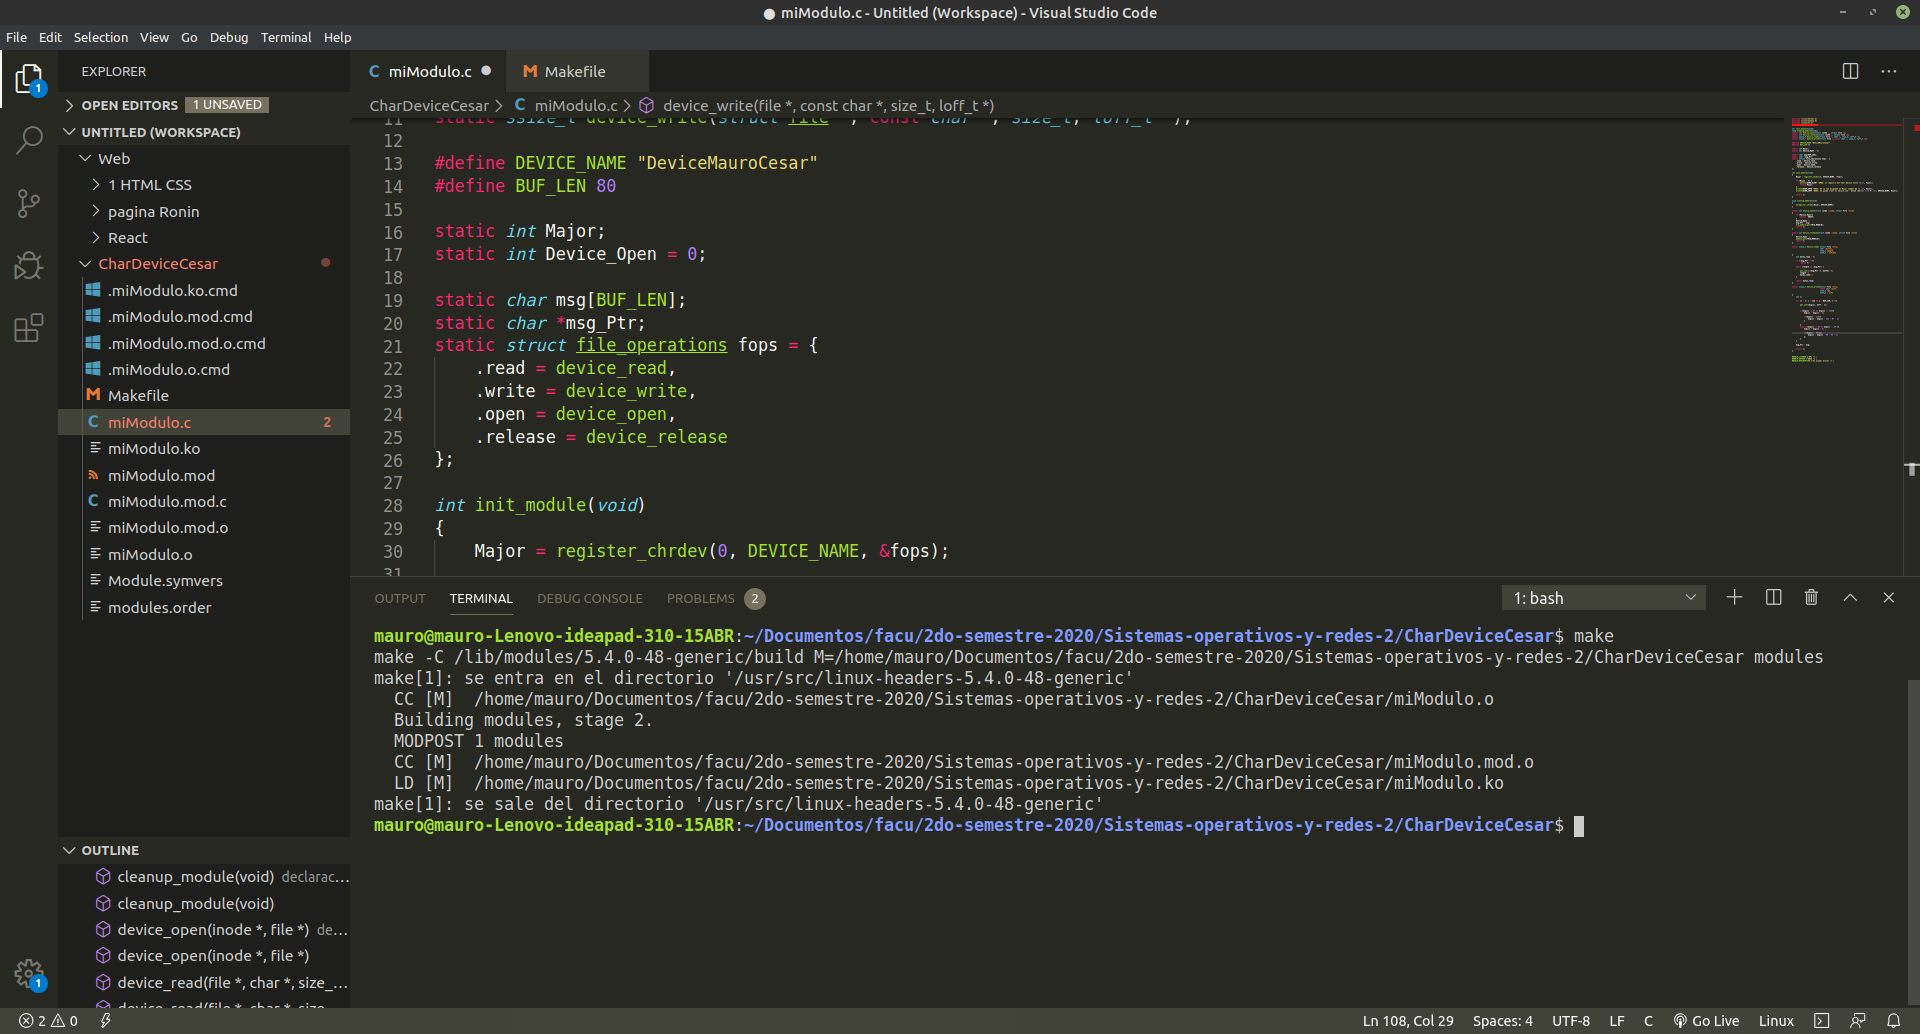 miModulo.c - Untitled (Workspace) - Visual Studio Code
File Edit Selection View Go Debug Terminal Help
EXPLORER
OPEN EDITORS 1 UNSAVED
UNTITLED (WORKSPACE)
Web
1 HTML CSS
pagina Ronin
React
CharDeviceCesar
.miModulo.ko.cmd
.miModulo.mod.cmd
.miModulo.mod.o.cmd
.miModulo.o.cmd
Makefile
miModulo.c 2
miModulo.ko
miModulo.mod
miModulo.mod.c
miModulo.mod.o
miModulo.o
Module.symvers
modules.order
OUTLINE
cleanup_module(void) declarac...
cleanup_module(void)
device_open(inode *, file *) de...
device_open(inode *, file *)
device_read(file *, char *, size_...
device_read(file *, char *, size_
1
1
miModulo.c
Makefile
CharDeviceCesar > miModulo.c > device_write(file *, const char *, size_t, loff_t *)
11 static ssize_t device_write(struct file *, const char *, size_t, loff_t *);
12
13 #define DEVICE_NAME "DeviceMauroCesar"
14 #define BUF_LEN 80
15
16 static int Major;
17 static int Device_Open = 0;
18
19 static char msg[BUF_LEN];
20 static char *msg_Ptr;
21 static struct file_operations fops = {
22 .read = device_read,
23 .write = device_write,
24 .open = device_open,
25 .release = device_release
26 };
27
28 int init_module(void)
29 {
30 Major = register_chrdev(0, DEVICE_NAME, &fops);
31
OUTPUT TERMINAL DEBUG CONSOLE PROBLEMS 2
1: bash
mauro@mauro-Lenovo-ideapad-310-15ABR:~/Documentos/facu/2do-semestre-2020/Sistemas-operativos-y-redes-2/CharDeviceCesar$ make
make -C /lib/modules/5.4.0-48-generic/build M=/home/mauro/Documentos/facu/2do-semestre-2020/Sistemas-operativos-y-redes-2/CharDeviceCesar modules
make[1]: se entra en el directorio '/usr/src/linux-headers-5.4.0-48-generic'
CC [M] /home/mauro/Documentos/facu/2do-semestre-2020/Sistemas-operativos-y-redes-2/CharDeviceCesar/miModulo.o
Building modules, stage 2.
MODPOST 1 modules
CC [M] /home/mauro/Documentos/facu/2do-semestre-2020/Sistemas-operativos-y-redes-2/CharDeviceCesar/miModulo.mod.o
LD [M] /home/mauro/Documentos/facu/2do-semestre-2020/Sistemas-operativos-y-redes-2/CharDeviceCesar/miModulo.ko
make[1]: se sale del directorio '/usr/src/linux-headers-5.4.0-48-generic'
mauro@mauro-Lenovo-ideapad-310-15ABR:~/Documentos/facu/2do-semestre-2020/Sistemas-operativos-y-redes-2/CharDeviceCesar$
2 0 Ln 108, Col 29 Spaces: 4 UTF-8 LF C Go Live Linux